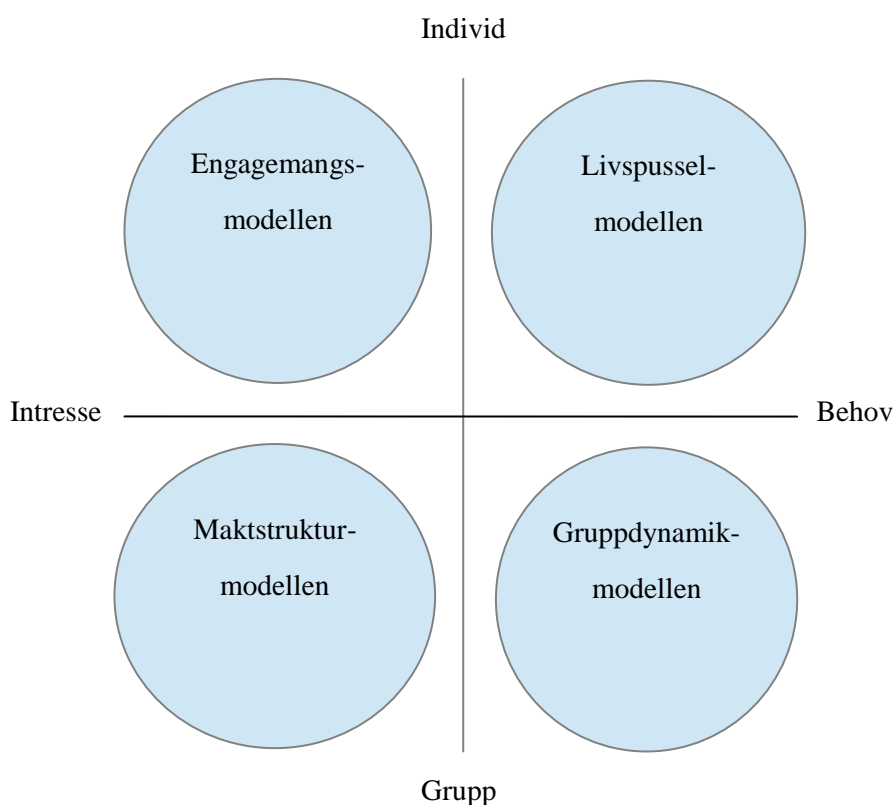 Individ
Engagemangs-
modellen
Livspussel-
modellen
Intresse
Behov
Maktstruktur-
modellen
Gruppdynamik-
modellen
Grupp